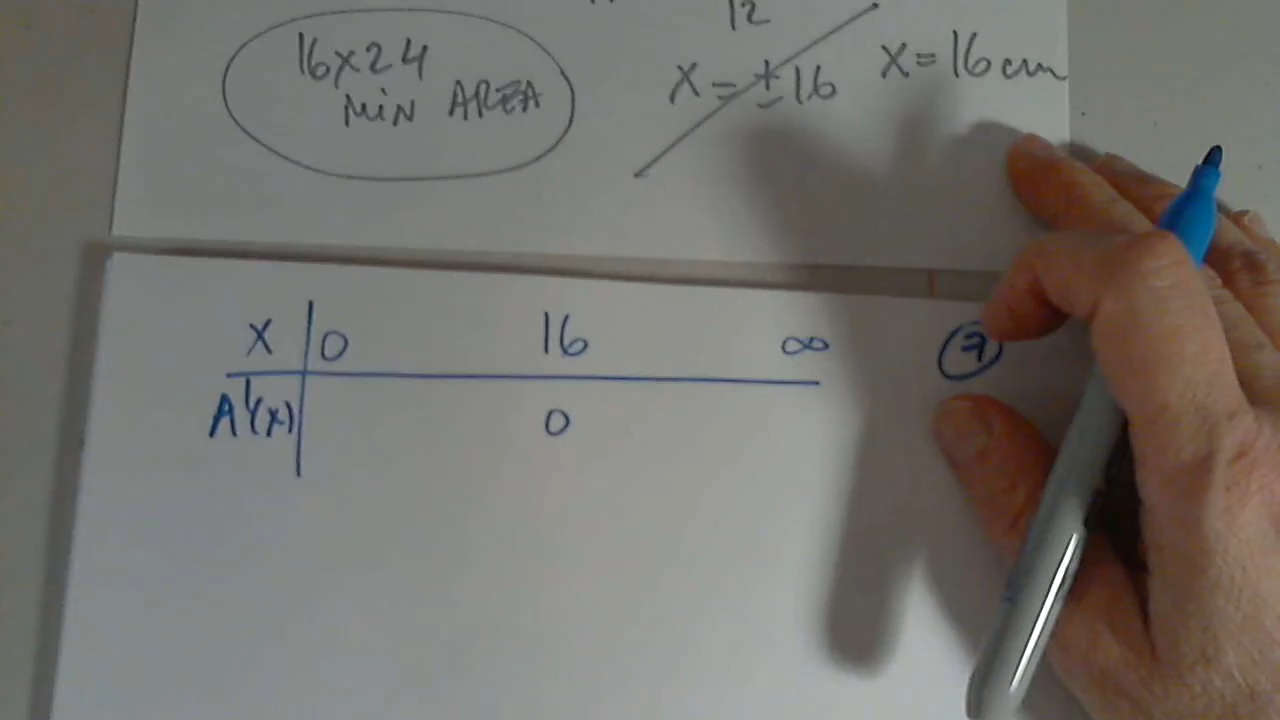 12
16x24
MIN AREA
X = ±16
X = 16 cm
X 0 16 ∞
A'(x) 0
7